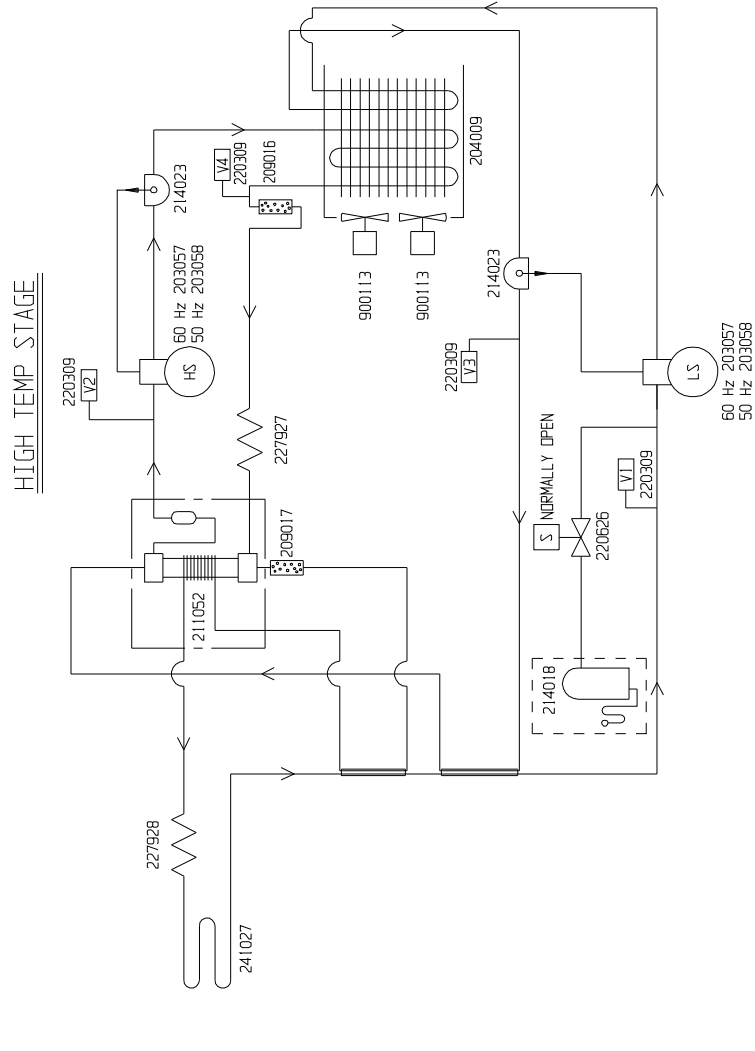 HIGH TEMP STAGE
220309
V2
60 Hz 203057
50 Hz 203058
HS
214023
V4
220309
209016
204009
900113
900113
227927
214023
220309
V3
LS
60 Hz 203057
50 Hz 203058
NORMALLY OPEN
S
220626
V1
220309
209017
211052
214018
227928
241027